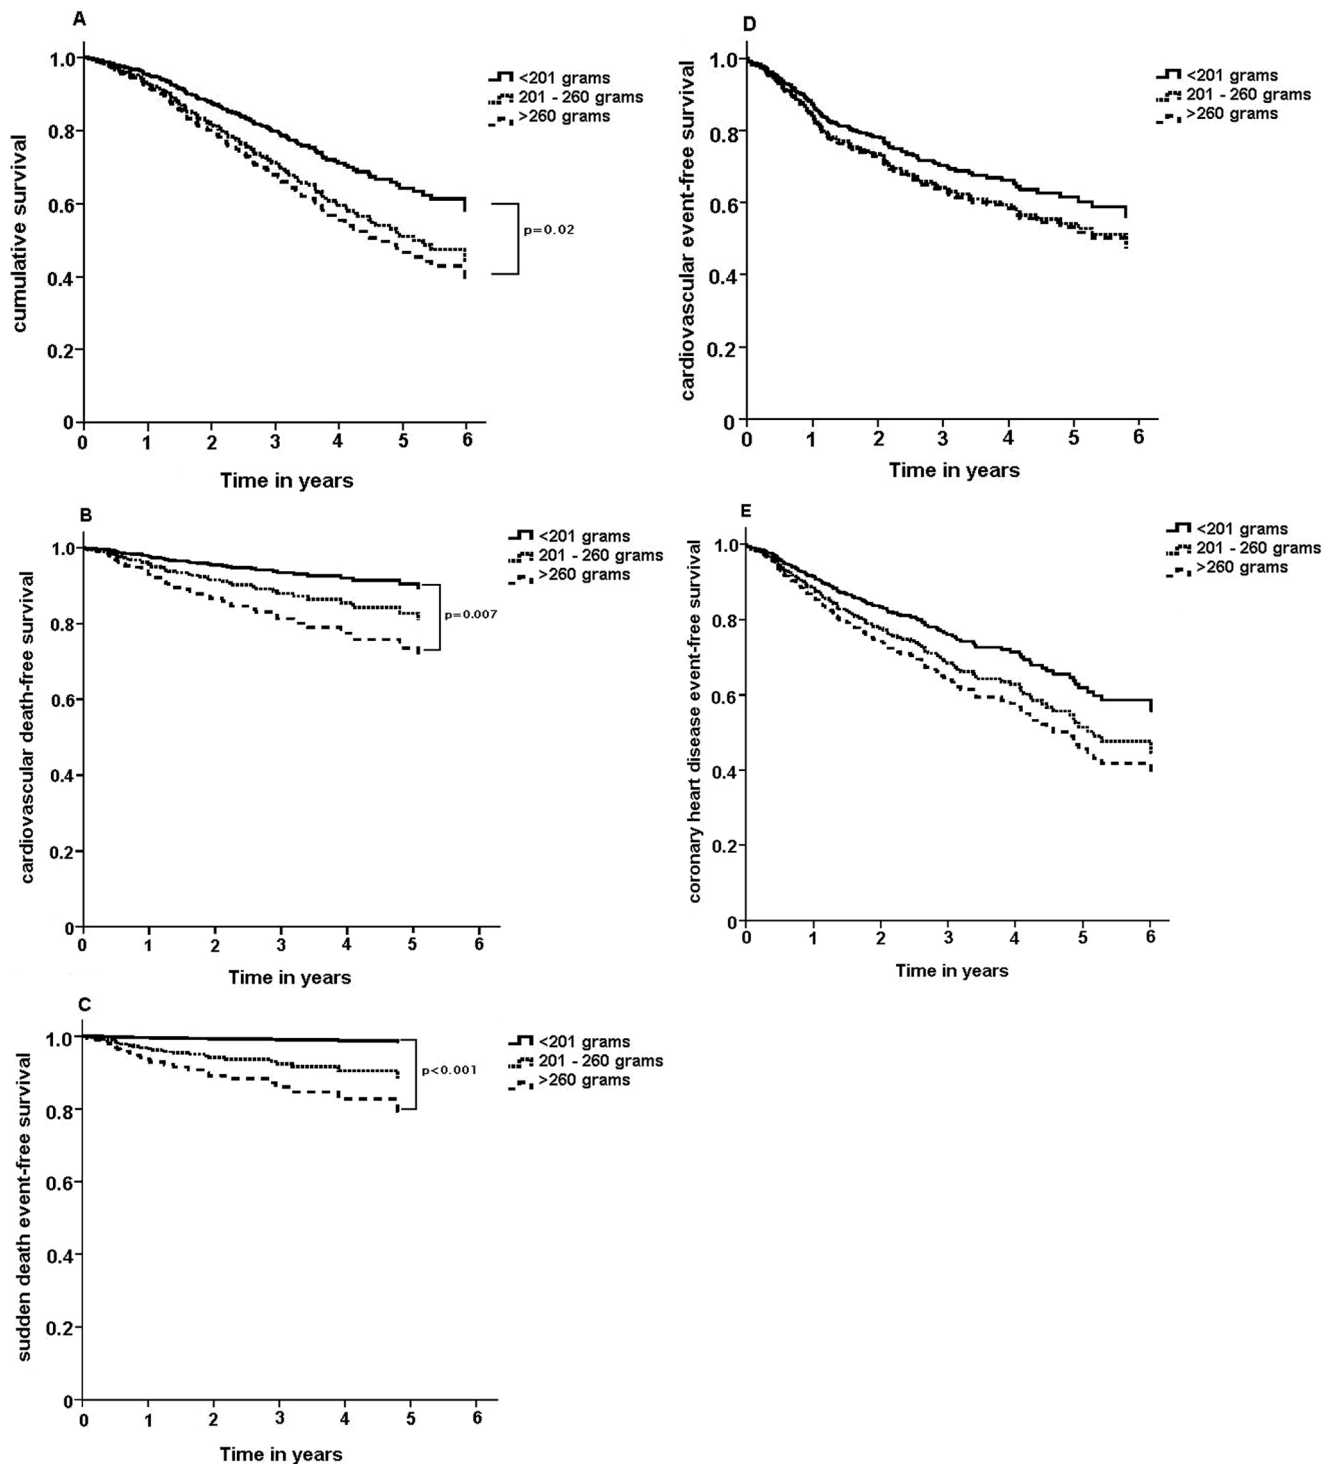 A
cumulative survival
1.0
0.8
0.6
0.4
0.2
0
0 1 2 3 4 5 6
Time in years
<201 grams
201 - 260 grams
>260 grams
p=0.02
D
cardiovascular event-free survival
1.0
0.8
0.6
0.4
0.2
0
0 1 2 3 4 5 6
Time in years
<201 grams
201 - 260 grams
>260 grams
B
cardiovascular death-free survival
1.0
0.8
0.6
0.4
0.2
0
0 1 2 3 4 5 6
Time in years
<201 grams
201 - 260 grams
>260 grams
p=0.007
E
coronary heart disease event-free survival
1.0
0.8
0.6
0.4
0.2
0
0 1 2 3 4 5 6
Time in years
<201 grams
201 - 260 grams
>260 grams
C
sudden death event-free survival
1.0
0.8
0.6
0.4
0.2
0
0 1 2 3 4 5 6
Time in years
<201 grams
201 - 260 grams
>260 grams
p<0.001